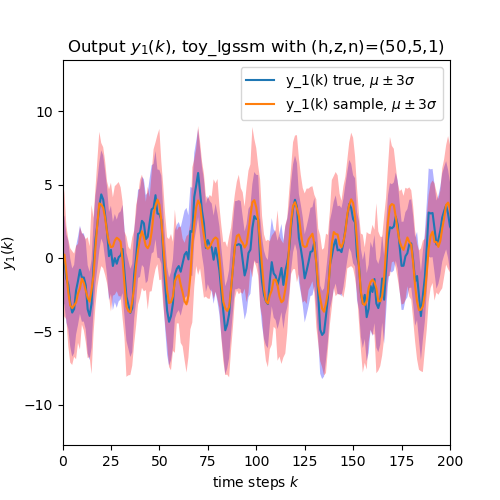 Output y₁(k), toy_lgssm with (h,z,n)=(50,5,1)
y_1(k) true, μ ± 3σ
y_1(k) sample, μ ± 3σ
10
5
0
−5
−10
y₁(k)
0 25 50 75 100 125 150 175 200
time steps k